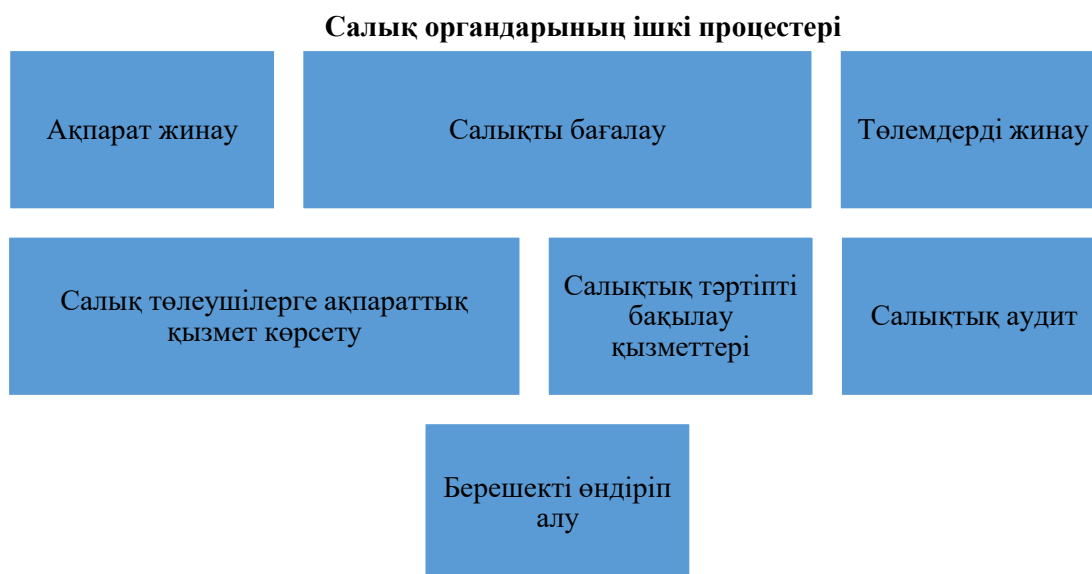 Салық органдарының ішкі процестері
Ақпарат жинау
Салықты бағалау
Төлемдерді жинау
Салық төлеушілерге ақпараттық
қызмет көрсету
Салықтық тәртіпті
бақылау
қызметтері
Салықтық аудит
Берешекті өндіріп
алу